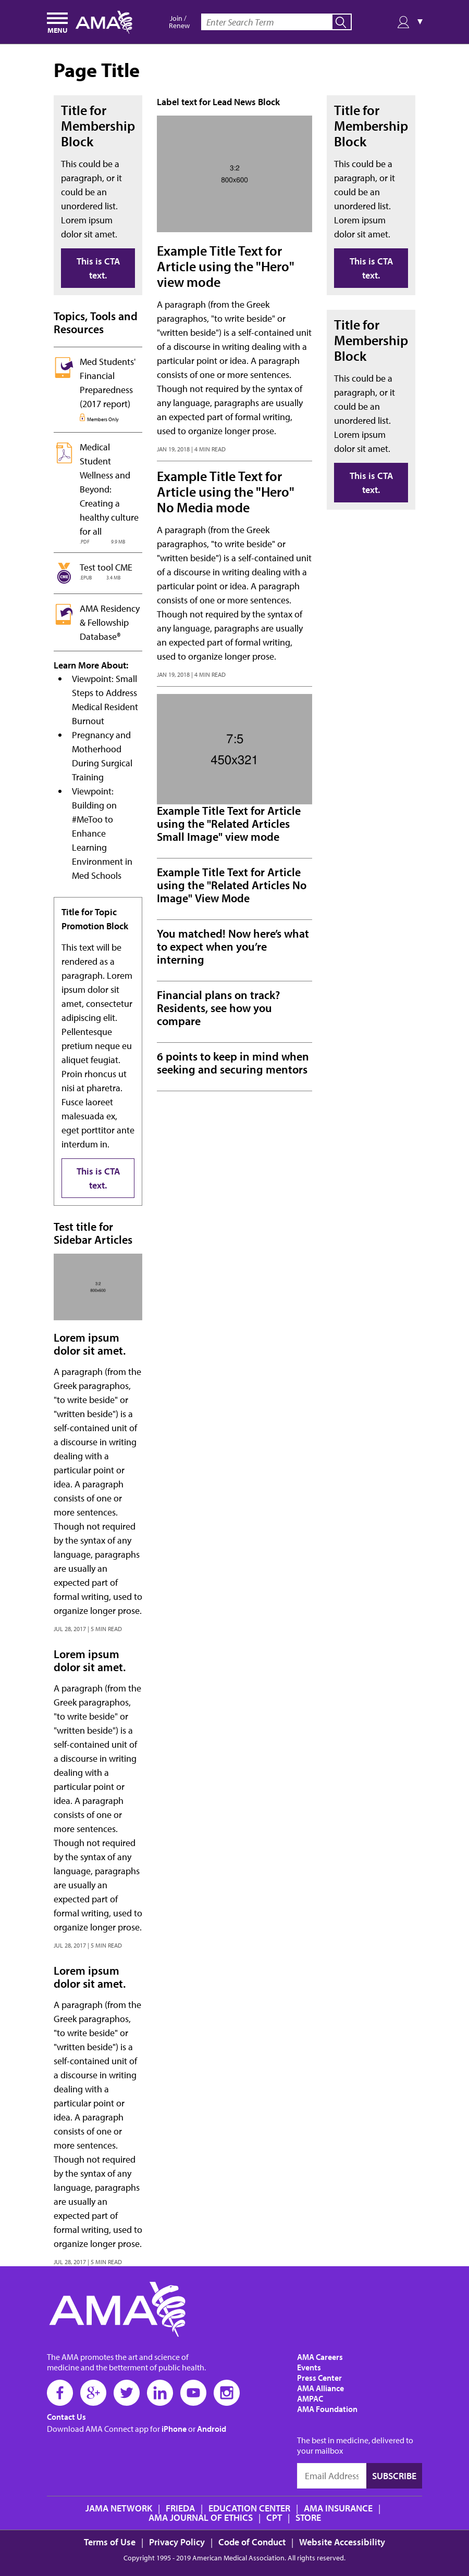 MENU
AMA
Join /
Renew
Enter Search Term
▼
Page Title
Title for
Membership
Block
This could be a
paragraph, or it
could be an
unordered list.
Lorem ipsum
dolor sit amet.
This is CTA
text.
Topics, Tools and
Resources
Med Students'
Financial
Preparedness
(2017 report)
Members Only
Medical
Student
Wellness and
Beyond:
Creating a
healthy culture
for all
.PDF 9.9 MB
CME
Test tool CME
.EPUB 3.4 MB
AMA Residency
& Fellowship
Database®
Learn More About:
• Viewpoint: Small
Steps to Address
Medical Resident
Burnout
• Pregnancy and
Motherhood
During Surgical
Training
• Viewpoint:
Building on
#MeToo to
Enhance
Learning
Environment in
Med Schools
Title for Topic
Promotion Block
This text will be
rendered as a
paragraph. Lorem
ipsum dolor sit
amet, consectetur
adipiscing elit.
Pellentesque
pretium neque eu
aliquet feugiat.
Proin rhoncus ut
nisi at pharetra.
Fusce laoreet
malesuada ex,
eget porttitor ante
interdum in.
This is CTA
text.
Test title for
Sidebar Articles
Lorem ipsum
dolor sit amet.
A paragraph (from the
Greek paragraphos,
"to write beside" or
"written beside") is a
self-contained unit of
a discourse in writing
dealing with a
particular point or
idea. A paragraph
consists of one or
more sentences.
Though not required
by the syntax of any
language, paragraphs
are usually an
expected part of
formal writing, used to
organize longer prose.
JUL 28, 2017 | 5 MIN READ
Lorem ipsum
dolor sit amet.
A paragraph (from the
Greek paragraphos,
"to write beside" or
"written beside") is a
self-contained unit of
a discourse in writing
dealing with a
particular point or
idea. A paragraph
consists of one or
more sentences.
Though not required
by the syntax of any
language, paragraphs
are usually an
expected part of
formal writing, used to
organize longer prose.
JUL 28, 2017 | 5 MIN READ
Lorem ipsum
dolor sit amet.
A paragraph (from the
Greek paragraphos,
"to write beside" or
"written beside") is a
self-contained unit of
a discourse in writing
dealing with a
particular point or
idea. A paragraph
consists of one or
more sentences.
Though not required
by the syntax of any
language, paragraphs
are usually an
expected part of
formal writing, used to
organize longer prose.
JUL 28, 2017 | 5 MIN READ
Label text for Lead News Block
3:2
800x600
Example Title Text for
Article using the "Hero"
view mode
A paragraph (from the Greek
paragraphos, "to write beside" or
"written beside") is a self-contained unit
of a discourse in writing dealing with a
particular point or idea. A paragraph
consists of one or more sentences.
Though not required by the syntax of
any language, paragraphs are usually
an expected part of formal writing,
used to organize longer prose.
JAN 19, 2018 | 4 MIN READ
Example Title Text for
Article using the "Hero"
No Media mode
A paragraph (from the Greek
paragraphos, "to write beside" or
"written beside") is a self-contained unit
of a discourse in writing dealing with a
particular point or idea. A paragraph
consists of one or more sentences.
Though not required by the syntax of
any language, paragraphs are usually
an expected part of formal writing,
used to organize longer prose.
JAN 19, 2018 | 4 MIN READ
7:5
450x321
Example Title Text for Article
using the "Related Articles
Small Image" view mode
Example Title Text for Article
using the "Related Articles No
Image" View Mode
You matched! Now here’s what
to expect when you’re
interning
Financial plans on track?
Residents, see how you
compare
6 points to keep in mind when
seeking and securing mentors
Title for
Membership
Block
This could be a
paragraph, or it
could be an
unordered list.
Lorem ipsum
dolor sit amet.
This is CTA
text.
Title for
Membership
Block
This could be a
paragraph, or it
could be an
unordered list.
Lorem ipsum
dolor sit amet.
This is CTA
text.
AMA
The AMA promotes the art and science of
medicine and the betterment of public health.
Contact Us
Download AMA Connect app for iPhone or Android
AMA Careers
Events
Press Center
AMA Alliance
AMPAC
AMA Foundation
The best in medicine, delivered to
your mailbox
Email Address SUBSCRIBE
JAMA NETWORK | FRIEDA | EDUCATION CENTER | AMA INSURANCE |
AMA JOURNAL OF ETHICS | CPT | STORE
Terms of Use | Privacy Policy | Code of Conduct | Website Accessibility
Copyright 1995 - 2019 American Medical Association. All rights reserved.